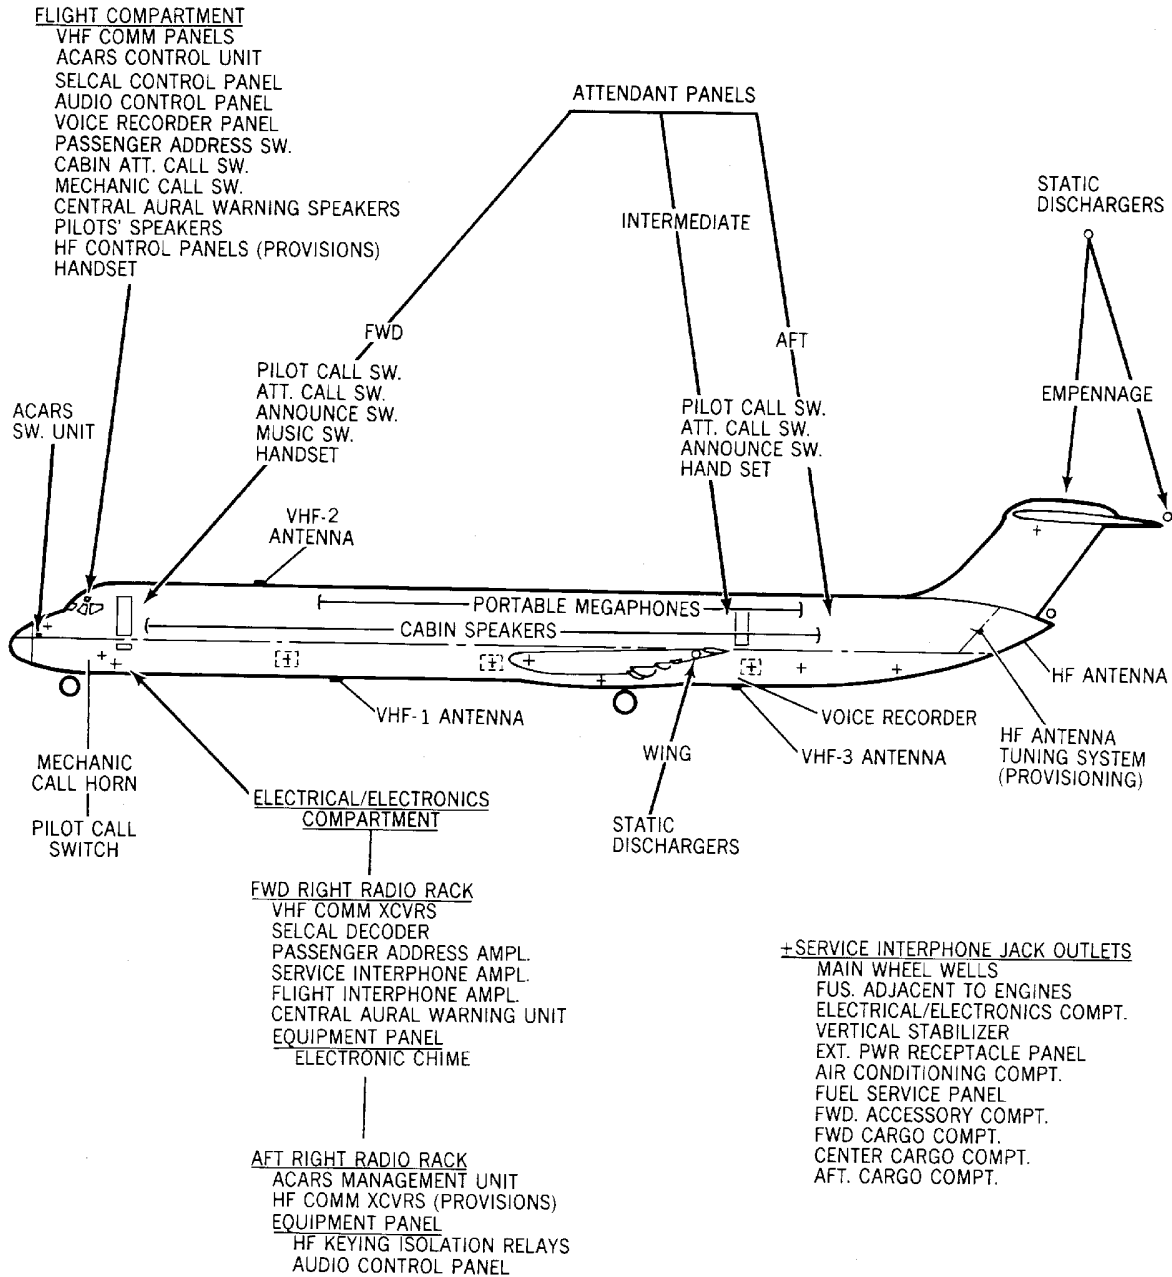 FLIGHT COMPARTMENT
VHF COMM PANELS
ACARS CONTROL UNIT
SELCAL CONTROL PANEL
AUDIO CONTROL PANEL
VOICE RECORDER PANEL
PASSENGER ADDRESS SW.
CABIN ATT. CALL SW.
MECHANIC CALL SW.
CENTRAL AURAL WARNING SPEAKERS
PILOTS' SPEAKERS
HF CONTROL PANELS (PROVISIONS)
HANDSET
ATTENDANT PANELS
STATIC
DISCHARGERS
INTERMEDIATE
FWD
AFT
PILOT CALL SW.
ATT. CALL SW.
ANNOUNCE SW.
MUSIC SW.
HANDSET
EMPENNAGE
ACARS
SW. UNIT
PILOT CALL SW.
ATT. CALL SW.
ANNOUNCE SW.
HAND SET
VHF-2
ANTENNA
PORTABLE MEGAPHONES
CABIN SPEAKERS
HF ANTENNA
VHF-1 ANTENNA
VOICE RECORDER
MECHANIC
CALL HORN
WING
VHF-3 ANTENNA
HF ANTENNA
TUNING SYSTEM
(PROVISIONING)
PILOT CALL
SWITCH
ELECTRICAL/ELECTRONICS
COMPARTMENT
STATIC
DISCHARGERS
FWD RIGHT RADIO RACK
VHF COMM XCVRS
SELCAL DECODER
PASSENGER ADDRESS AMPL.
SERVICE INTERPHONE AMPL.
FLIGHT INTERPHONE AMPL.
CENTRAL AURAL WARNING UNIT
EQUIPMENT PANEL
ELECTRONIC CHIME
AFT RIGHT RADIO RACK
ACARS MANAGEMENT UNIT
HF COMM XCVRS (PROVISIONS)
EQUIPMENT PANEL
HF KEYING ISOLATION RELAYS
AUDIO CONTROL PANEL
+SERVICE INTERPHONE JACK OUTLETS
MAIN WHEEL WELLS
FUS. ADJACENT TO ENGINES
ELECTRICAL/ELECTRONICS COMPT.
VERTICAL STABILIZER
EXT. PWR RECEPTACLE PANEL
AIR CONDITIONING COMPT.
FUEL SERVICE PANEL
FWD. ACCESSORY COMPT.
FWD CARGO COMPT.
CENTER CARGO COMPT.
AFT. CARGO COMPT.